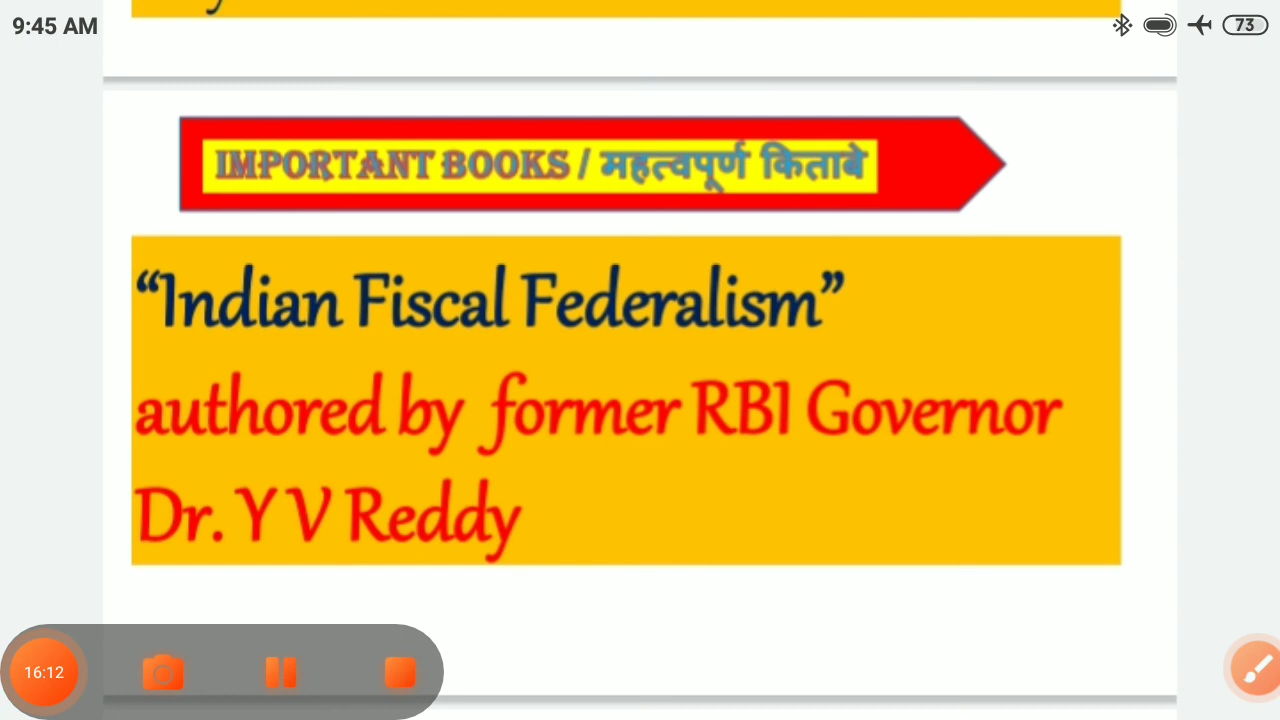 9:45 AM
73
IMPORTANT BOOKS / महत्वपूर्ण किताबे
“Indian Fiscal Federalism”
authored by former RBI Governor
Dr. Y V Reddy
16:12